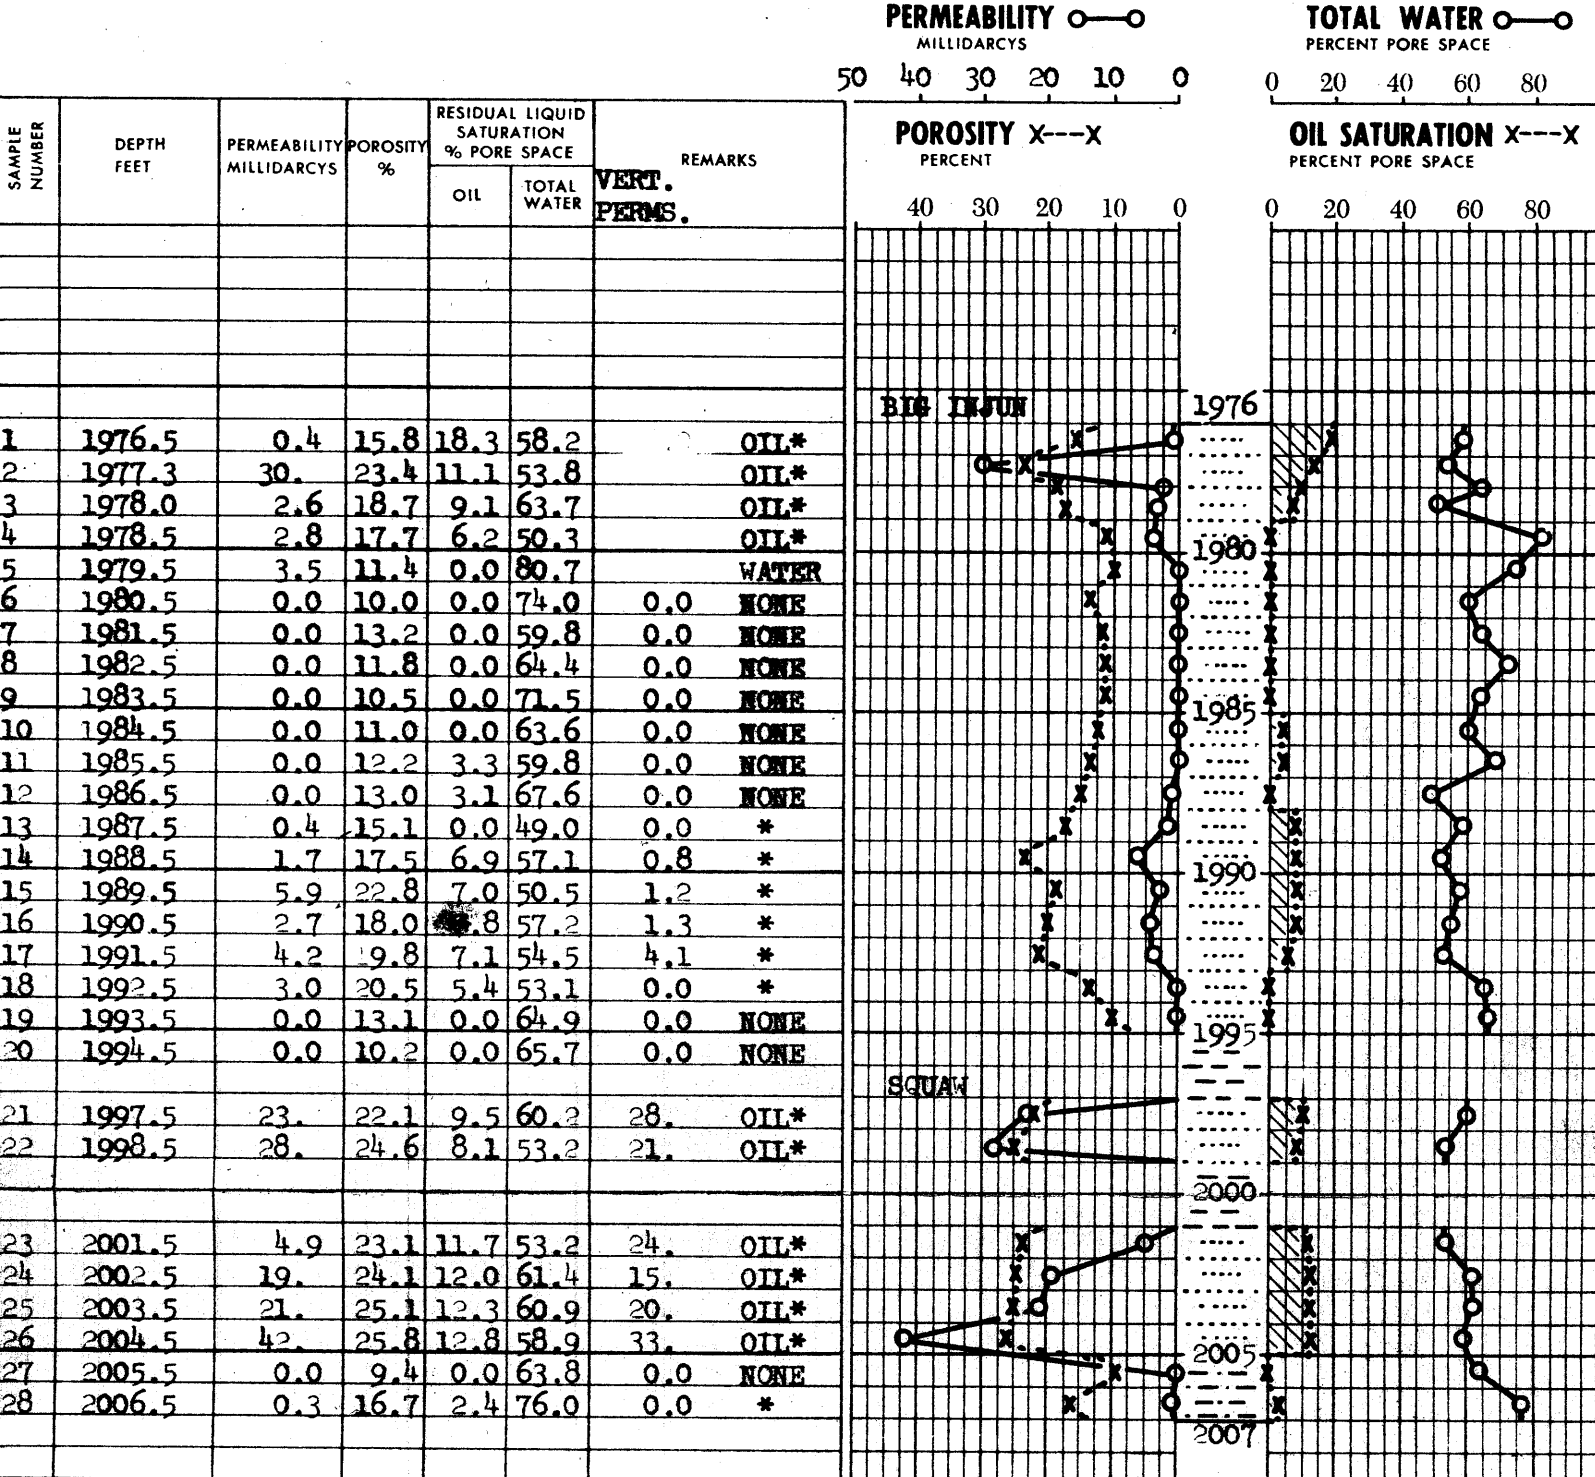 PERMEABILITY O—O TOTAL WATER O—O
MILLIDARCYS PERCENT PORE SPACE
50 40 30 20 10 0 0 20 40 60 80
SAMPLE NUMBER
DEPTH FEET
PERMEABILITY MILLIDARCYS
POROSITY %
RESIDUAL LIQUID SATURATION % PORE SPACE
OIL
TOTAL WATER
REMARKS
VERT. PERMS.
POROSITY X---X OIL SATURATION X---X
PERCENT PERCENT PORE SPACE
40 30 20 10 0 0 20 40 60 80
BIG INJUN 1976
1 1976.5 0.4 15.8 18.3 58.2 OIL*
2 1977.3 30. 23.4 11.1 53.8 OIL*
3 1978.0 2.6 18.7 9.1 63.7 OIL*
4 1978.5 2.8 17.7 6.2 50.3 OIL*
1980
5 1979.5 3.5 11.4 0.0 80.7 WATER
6 1980.5 0.0 10.0 0.0 74.0 0.0 NONE
7 1981.5 0.0 13.2 0.0 59.8 0.0 NONE
8 1982.5 0.0 11.8 0.0 64.4 0.0 NONE
9 1983.5 0.0 10.5 0.0 71.5 0.0 NONE
1985
10 1984.5 0.0 11.0 0.0 63.6 0.0 NONE
11 1985.5 0.0 12.2 3.3 59.8 0.0 NONE
12 1986.5 0.0 13.0 3.1 67.6 0.0 NONE
13 1987.5 0.4 15.1 0.0 49.0 0.0 *
14 1988.5 1.7 17.5 6.9 57.1 0.8 *
1990
15 1989.5 5.9 22.8 7.0 50.5 1.2 *
16 1990.5 2.7 18.0 .8 57.2 1.3 *
17 1991.5 4.2 9.8 7.1 54.5 4.1 *
18 1992.5 3.0 20.5 5.4 53.1 0.0 *
19 1993.5 0.0 13.1 0.0 64.9 0.0 NONE
1995
20 1994.5 0.0 10.2 0.0 65.7 0.0 NONE
SQUAW
21 1997.5 23. 22.1 9.5 60.2 28. OIL*
22 1998.5 28. 24.6 8.1 53.2 21. OIL*
2000
23 2001.5 4.9 23.1 11.7 53.2 24. OIL*
24 2002.5 19. 24.1 12.0 61.4 15. OIL*
25 2003.5 21. 25.1 12.3 60.9 20. OIL*
26 2004.5 42. 25.8 12.8 58.9 33. OIL*
2005
27 2005.5 0.0 9.4 0.0 63.8 0.0 NONE
28 2006.5 0.3 16.7 2.4 76.0 0.0 *
2007